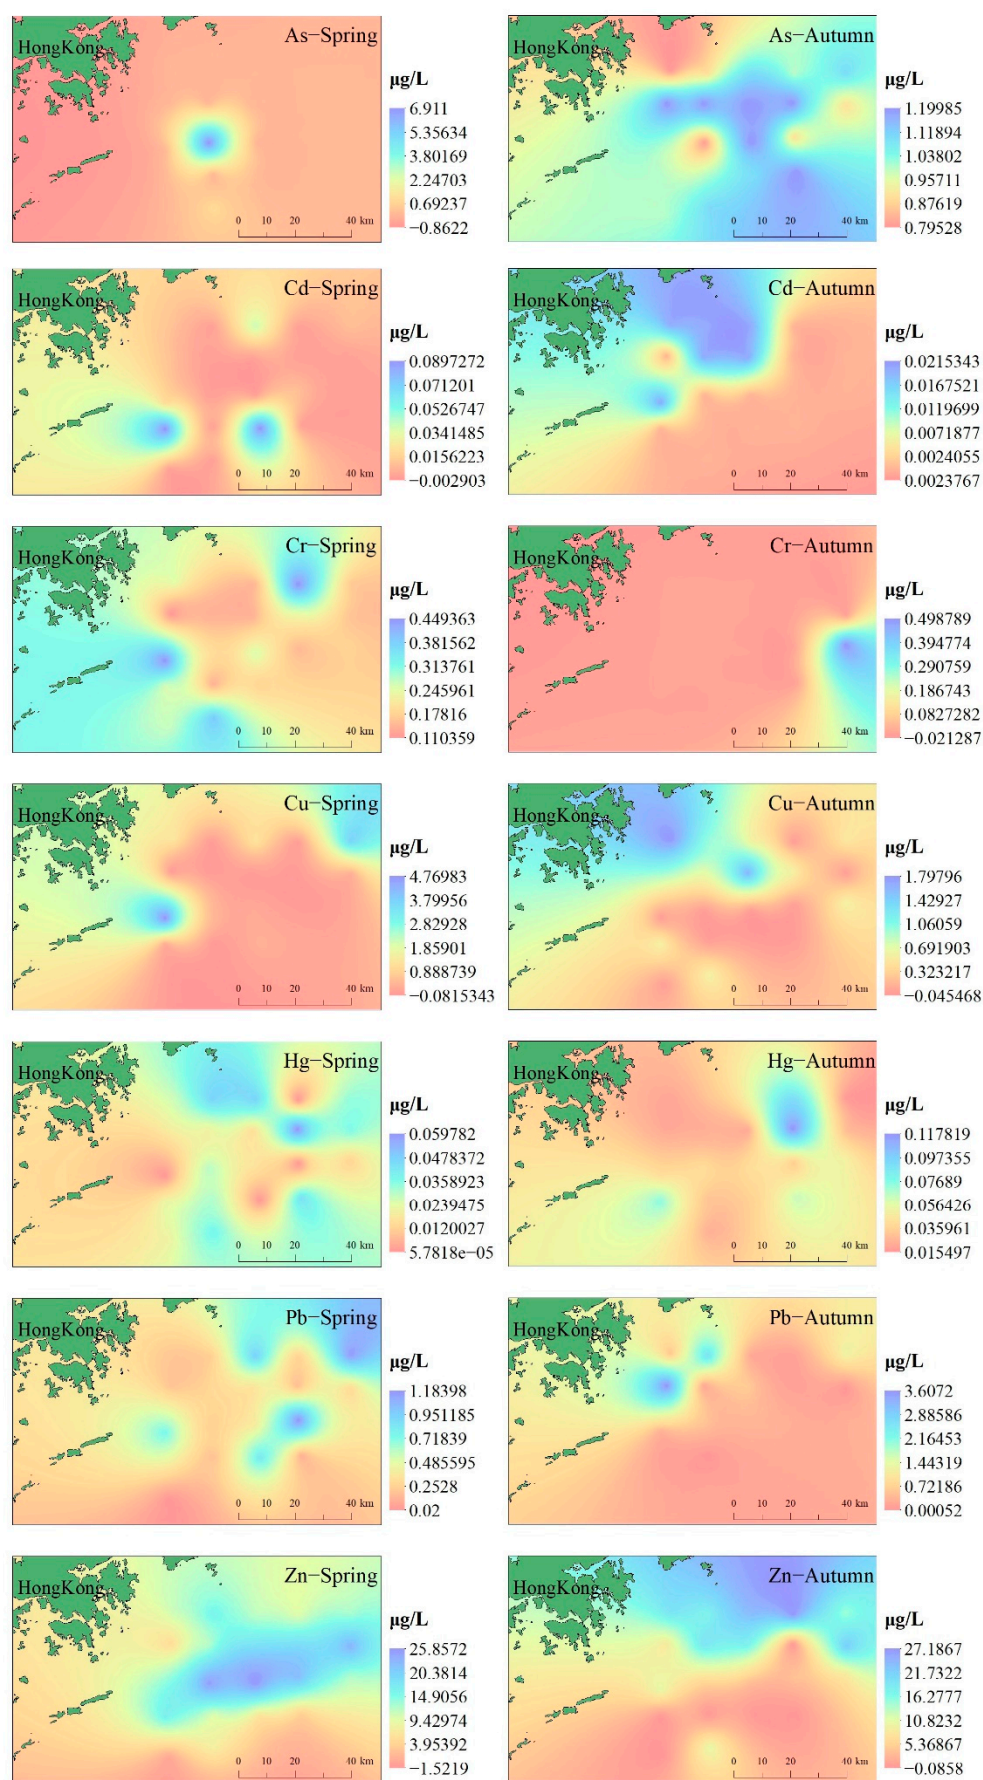 HongKong
As−Spring
μg/L
6.911
5.35634
3.80169
2.24703
0.69237
−0.8622
0 10 20 40 km
HongKong
As−Autumn
μg/L
1.19985
1.11894
1.03802
0.95711
0.87619
0.79528
0 10 20 40 km
HongKong
Cd−Spring
μg/L
0.0897272
0.071201
0.0526747
0.0341485
0.0156223
−0.002903
0 10 20 40 km
HongKong
Cd−Autumn
μg/L
0.0215343
0.0167521
0.0119699
0.0071877
0.0024055
0.0023767
0 10 20 40 km
HongKong
Cr−Spring
μg/L
0.449363
0.381562
0.313761
0.245961
0.17816
0.110359
0 10 20 40 km
HongKong
Cr−Autumn
μg/L
0.498789
0.394774
0.290759
0.186743
0.0827282
−0.021287
0 10 20 40 km
HongKong
Cu−Spring
μg/L
4.76983
3.79956
2.82928
1.85901
0.888739
−0.0815343
0 10 20 40 km
HongKong
Cu−Autumn
μg/L
1.79796
1.42927
1.06059
0.691903
0.323217
−0.045468
0 10 20 40 km
HongKong
Hg−Spring
μg/L
0.059782
0.0478372
0.0358923
0.0239475
0.0120027
5.7818e−05
0 10 20 40 km
HongKong
Hg−Autumn
μg/L
0.117819
0.097355
0.07689
0.056426
0.035961
0.015497
0 10 20 40 km
HongKong
Pb−Spring
μg/L
1.18398
0.951185
0.71839
0.485595
0.2528
0.02
0 10 20 40 km
HongKong
Pb−Autumn
μg/L
3.6072
2.88586
2.16453
1.44319
0.72186
0.00052
0 10 20 40 km
HongKong
Zn−Spring
μg/L
25.8572
20.3814
14.9056
9.42974
3.95392
−1.5219
0 10 20 40 km
HongKong
Zn−Autumn
μg/L
27.1867
21.7322
16.2777
10.8232
5.36867
−0.0858
0 10 20 40 km